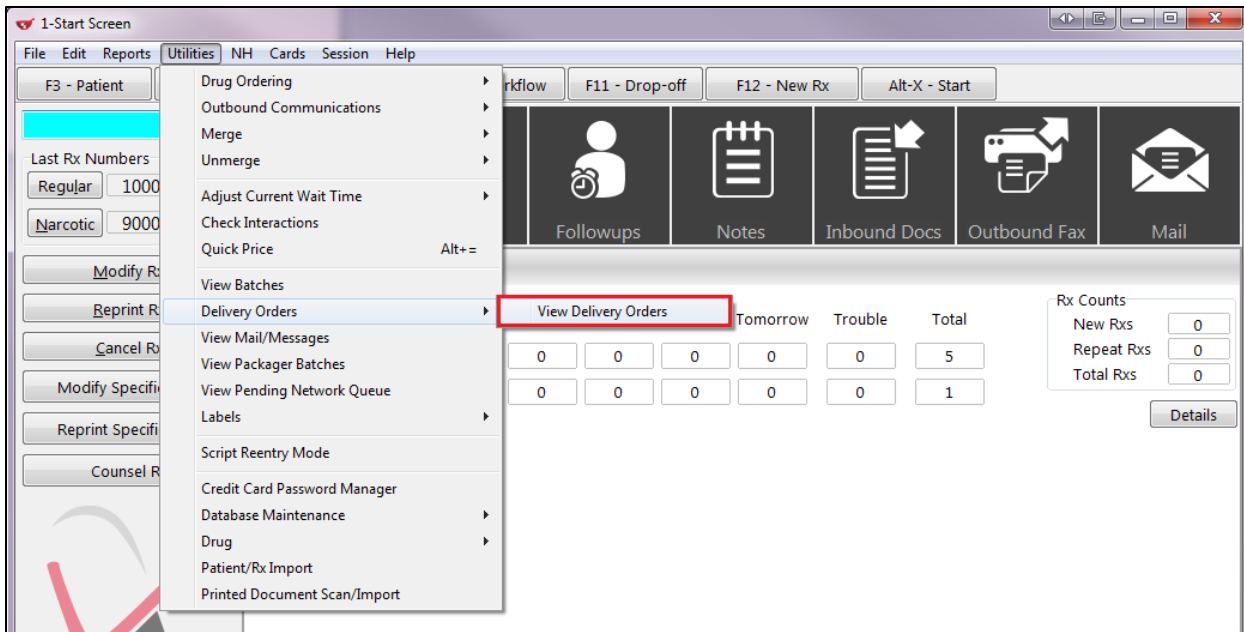 1-Start Screen
File Edit Reports Utilities NH Cards Session Help
F3 - Patient rkflow F11 - Drop-off F12 - New Rx Alt-X - Start
Last Rx Numbers
Regular 1000
Narcotic 9000
Modify R
Reprint R
Cancel Rx
Modify Specifi
Reprint Specifi
Counsel R
Drug Ordering
Outbound Communications
Merge
Unmerge
Adjust Current Wait Time
Check Interactions
Quick Price Alt+=
View Batches
Delivery Orders
View Mail/Messages
View Packager Batches
View Pending Network Queue
Labels
Script Reentry Mode
Credit Card Password Manager
Database Maintenance
Drug
Patient/Rx Import
Printed Document Scan/Import
View Delivery Orders
Followups Notes Inbound Docs Outbound Fax Mail
Tomorrow Trouble Total
0 0 0 0 0 5
0 0 0 0 0 1
Rx Counts
New Rxs 0
Repeat Rxs 0
Total Rxs 0
Details